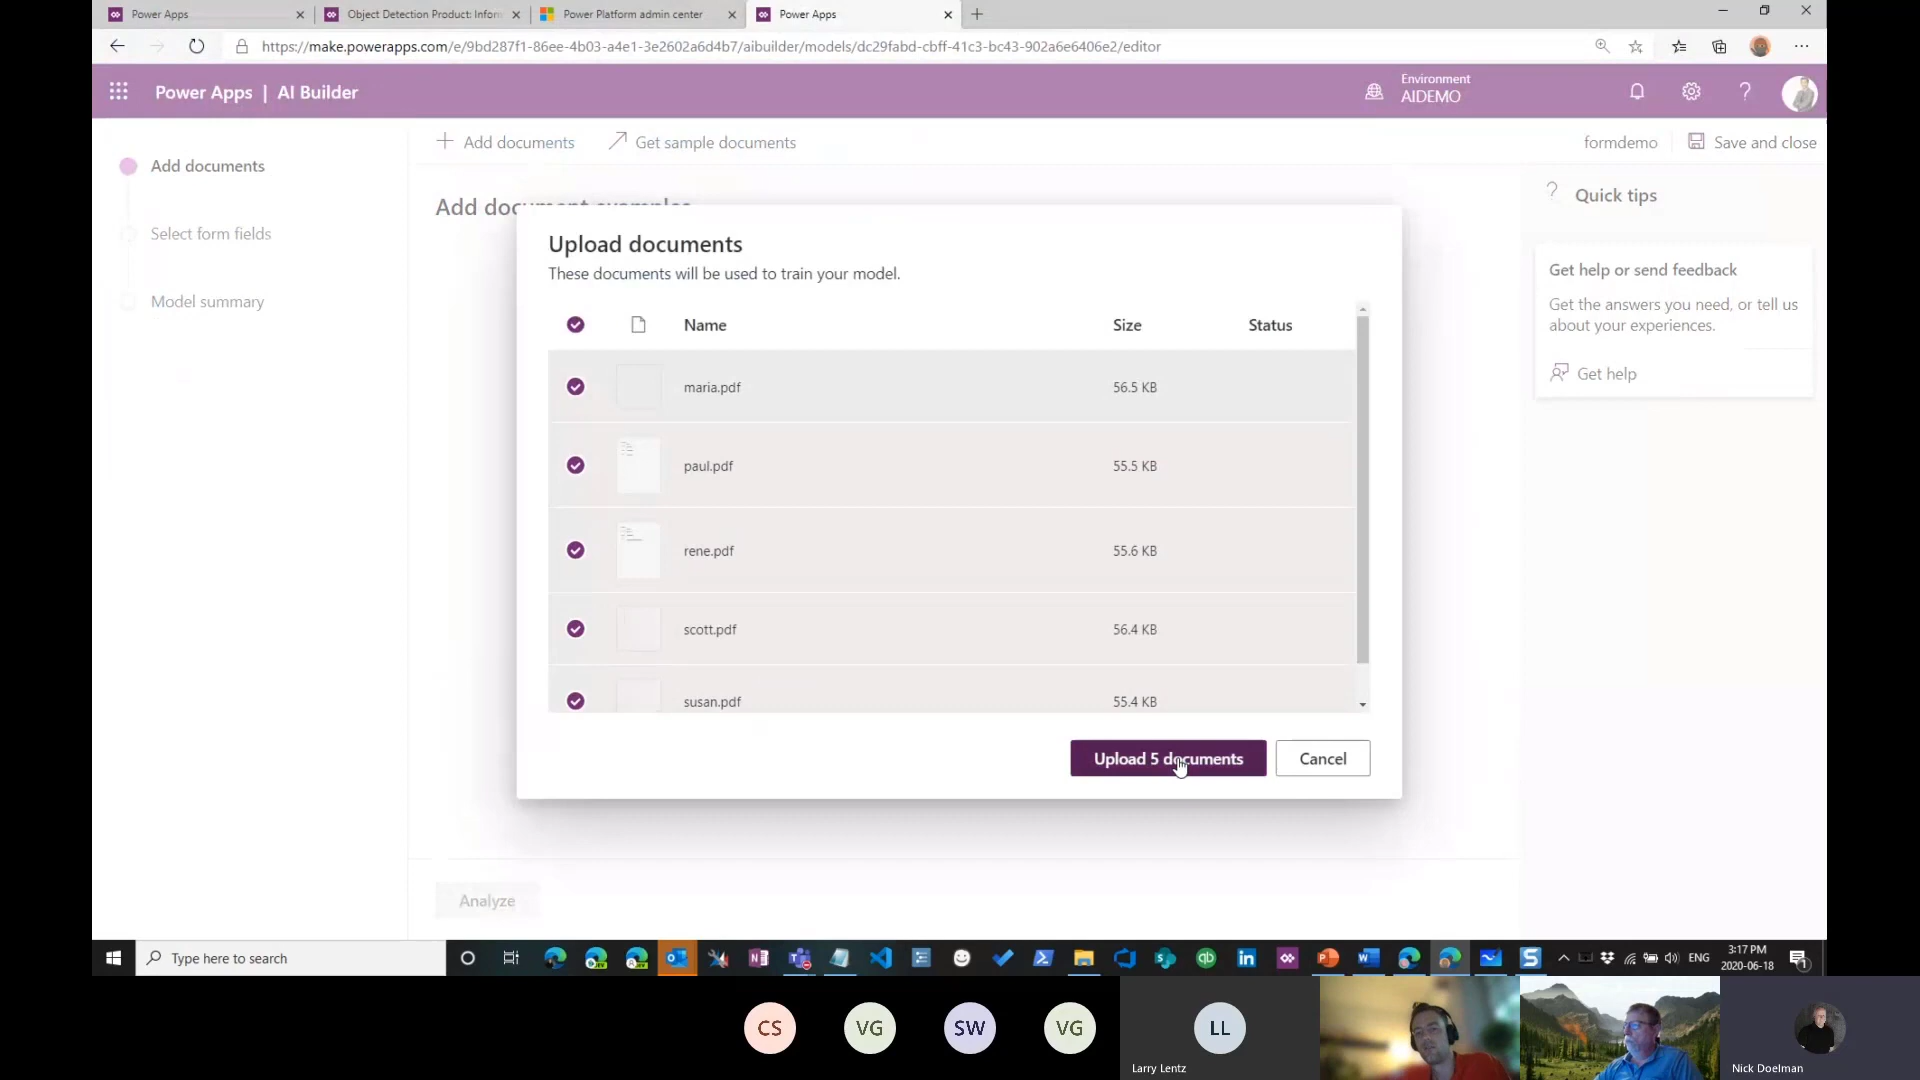 Power Apps
Object Detection Product: Inform
Power Platform admin center
Power Apps
https://make.powerapps.com/e/9bd287f1-86ee-4b03-a4e1-3e2602a6d4b7/aibuilder/models/dc29fabd-cbff-41c3-bc43-902a6e6406e2/editor
Power Apps | AI Builder
Environment
AIDEMO
Add documents
Select form fields
Model summary
Add documents
Get sample documents
formdemo
Save and close
Add document examples
Upload documents
These documents will be used to train your model.
Name Size Status
maria.pdf 56.5 KB
paul.pdf 55.5 KB
rene.pdf 55.6 KB
scott.pdf 56.4 KB
susan.pdf 55.4 KB
Upload 5 documents
Cancel
Analyze
Quick tips
Get help or send feedback
Get the answers you need, or tell us
about your experiences.
Get help
Type here to search
ENG
3:17 PM
2020-06-18
1
CS
VG
SW
VG
LL
Larry Lentz
Nick Doelman